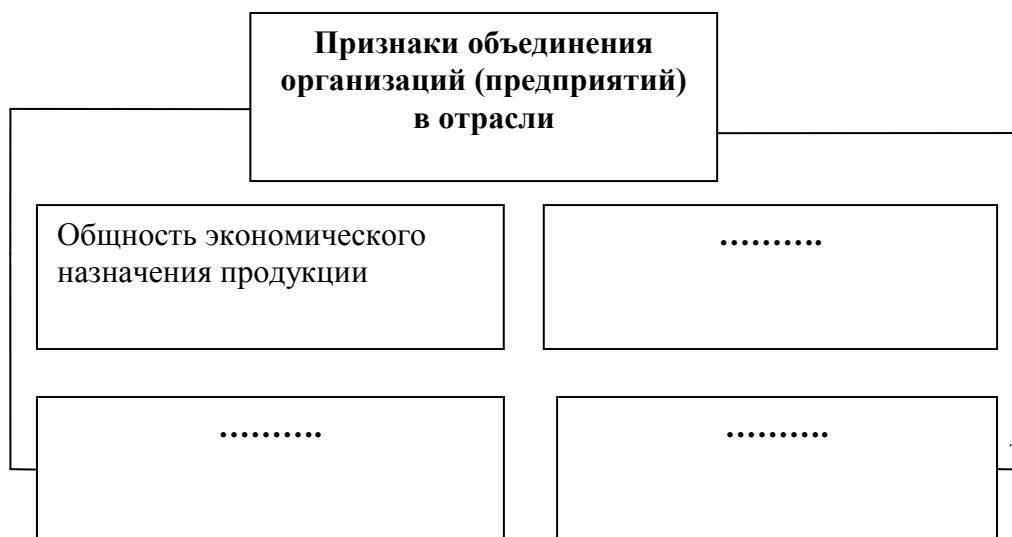 Признаки объединения
организаций (предприятий)
в отрасли
Общность экономического
назначения продукции
……….
……….
……….
.